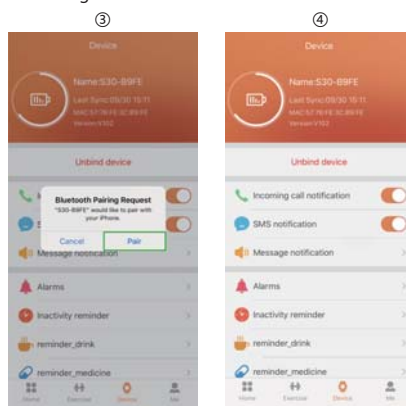 ③
Device
Name:S30-B9FE
Last Sync:09/30 15:11
Unbind device
Bluetooth Pairing Request
"S30-B9FE" would like to pair with
your iPhone.
Cancel
Pair
Message notification
Alarms
Inactivity reminder
reminder_drink
reminder_medicine
Home
Exercise
Device
Me
④
Device
Name:S30-B9FE
Last Sync:09/30 15:11
Unbind device
Incoming call notification
SMS notification
Message notification
Alarms
Inactivity reminder
reminder_drink
reminder_medicine
Home
Exercise
Device
Me